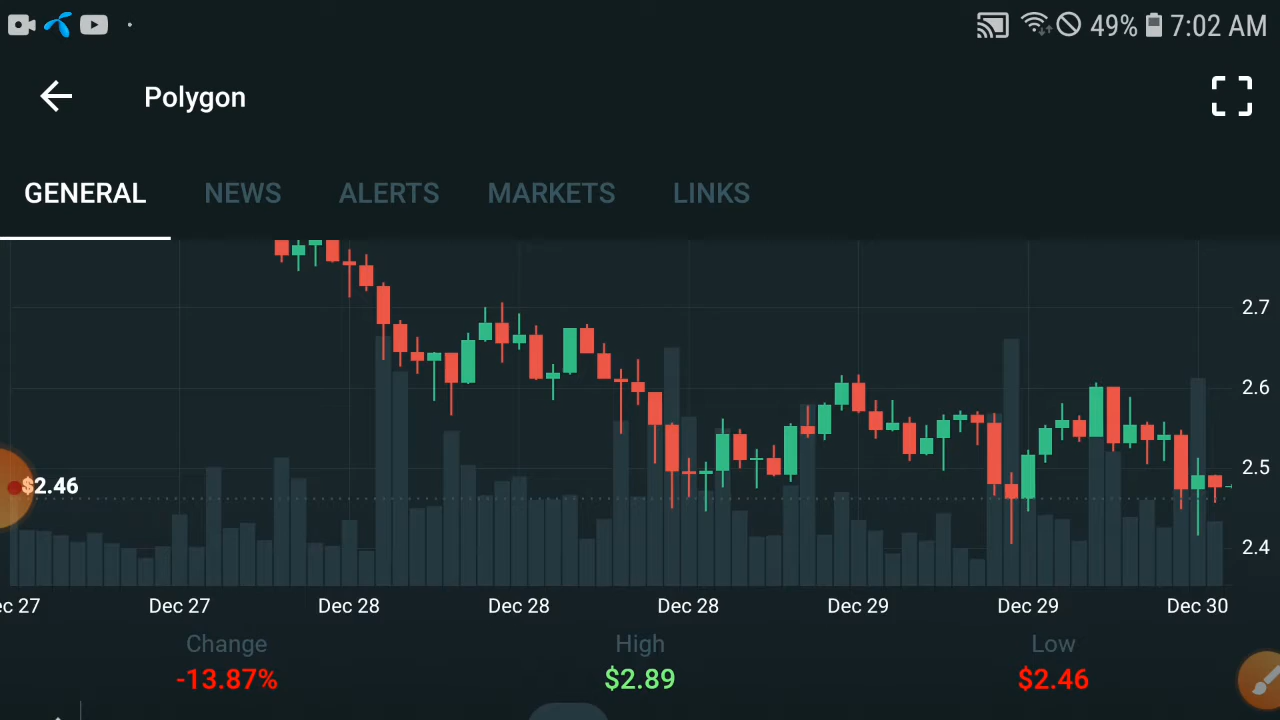 49% 7:02 AM
Polygon
GENERAL NEWS ALERTS MARKETS LINKS
2.7
2.6
2.5
$2.46
2.4
ec 27 Dec 27 Dec 28 Dec 28 Dec 28 Dec 29 Dec 29 Dec 30
Change High Low
-13.87% $2.89 $2.46